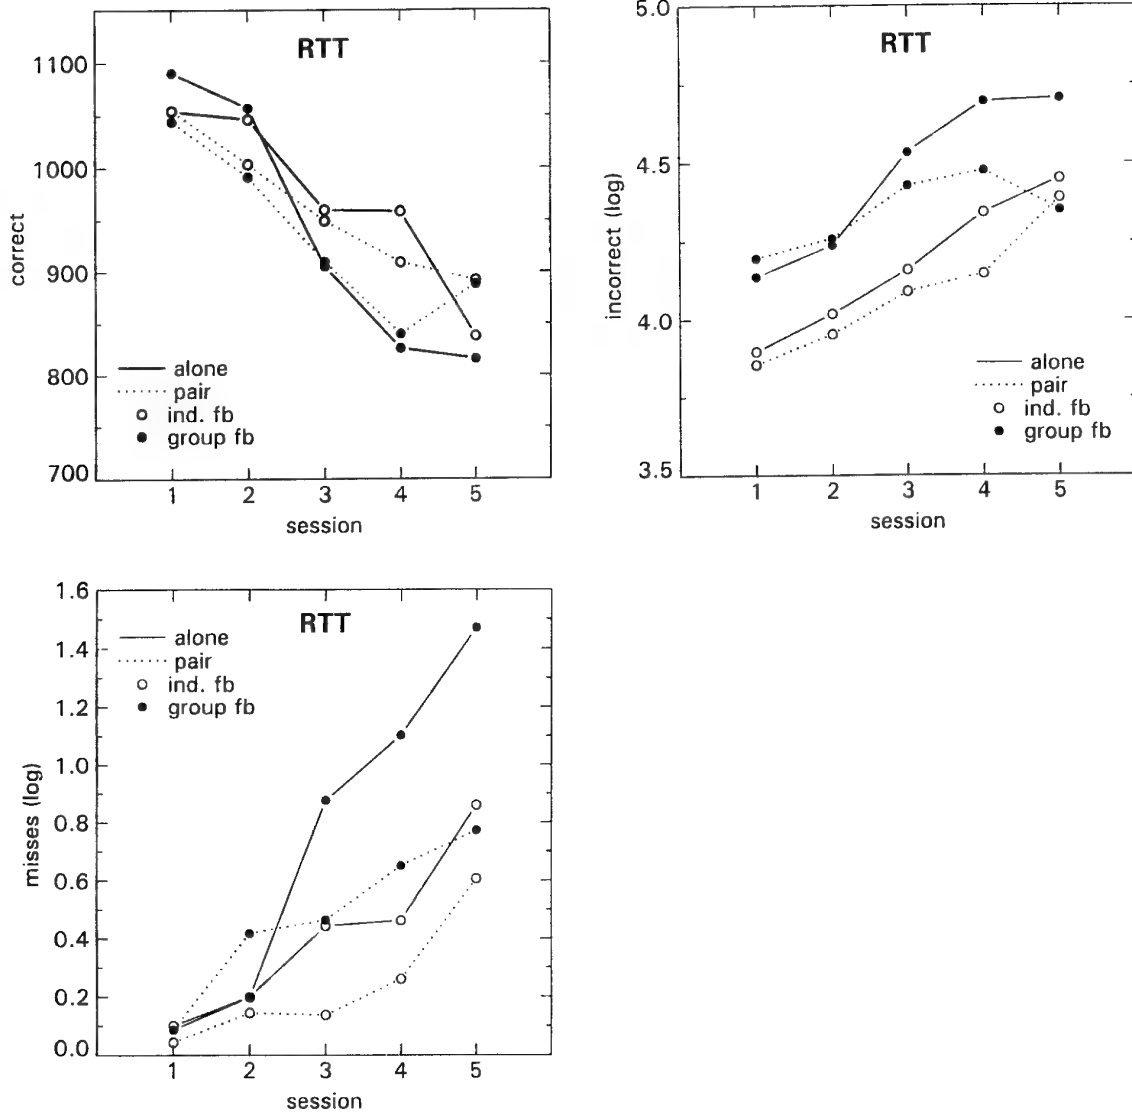 RTT
1100
1000
900
800
700
correct
alone
pair
ind. fb
group fb
1 2 3 4 5
session
RTT
5.0
4.5
4.0
3.5
incorrect (log)
alone
pair
ind. fb
group fb
1 2 3 4 5
session
RTT
1.6
1.4
1.2
1.0
0.8
0.6
0.4
0.2
0.0
misses (log)
alone
pair
ind. fb
group fb
1 2 3 4 5
session